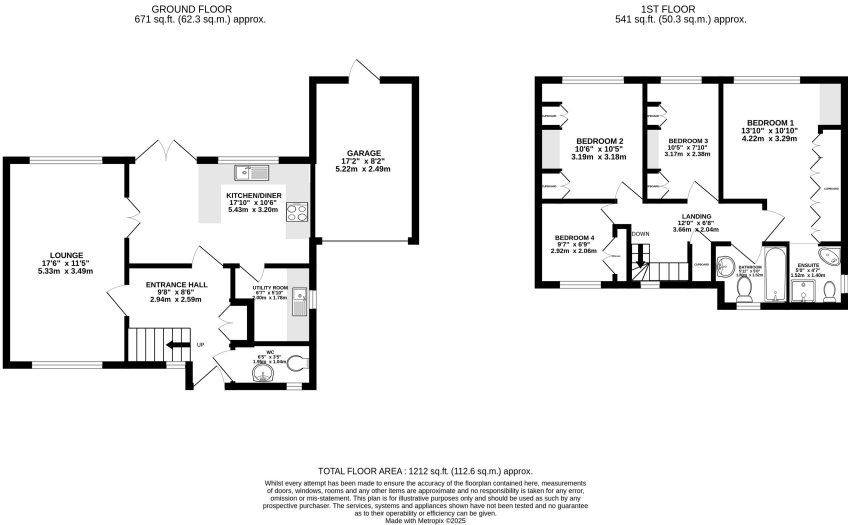 GROUND FLOOR
671 sq.ft. (62.3 sq.m.) approx.
1ST FLOOR
541 sq.ft. (50.3 sq.m.) approx.
GARAGE
17'2" x 8'2"
5.22m x 2.49m
KITCHEN/DINER
17'10" x 10'6"
5.43m x 3.20m
LOUNGE
17'6" x 11'5"
5.33m x 3.49m
ENTRANCE HALL
9'8" x 8'6"
2.94m x 2.59m
UTILITY ROOM
6'7" x 5'10"
2.00m x 1.78m
UP
WC
6'5" x 3'5"
1.96m x 1.04m
BEDROOM 1
13'10" x 10'10"
4.22m x 3.29m
BEDROOM 2
10'6" x 10'5"
3.19m x 3.18m
BEDROOM 3
10'5" x 7'10"
3.17m x 2.38m
CUPBOARD
LANDING
12'0" x 6'8"
3.66m x 2.04m
BEDROOM 4
9'7" x 6'9"
2.92m x 2.06m
DOWN
CUPBOARD
BATHROOM
ENSUITE
5'0" x 4'7"
1.52m x 1.40m
TOTAL FLOOR AREA : 1212 sq.ft. (112.6 sq.m.) approx.
Whilst every attempt has been made to ensure the accuracy of the floorplan contained here, measurements
of doors, windows, rooms and any other items are approximate and no responsibility is taken for any error,
omission or mis-statement. This plan is for illustrative purposes only and should be used as such by any
prospective purchaser. The services, systems and appliances shown have not been tested and no guarantee
as to their operability or efficiency can be given.
Made with Metropix ©2025